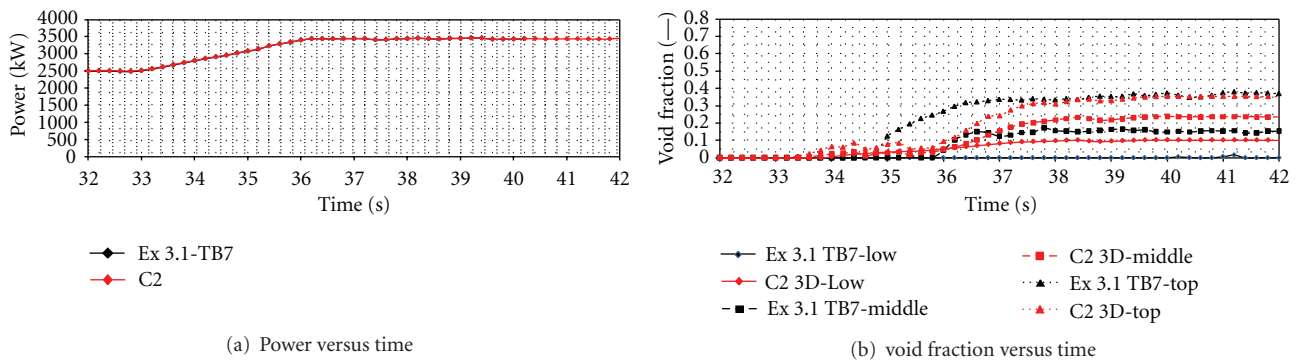 4000
3500
3000
2500
2000
1500
1000
500
0
Power (kW)
32 33 34 35 36 37 38 39 40 41 42
Time (s)
Ex 3.1-TB7
C2
(a) Power versus time
0.8
0.7
0.6
0.5
0.4
0.3
0.2
0.1
0
Void fraction (—)
32 33 34 35 36 37 38 39 40 41 42
Time (s)
Ex 3.1 TB7-low
C2 3D-Low
Ex 3.1 TB7-middle
C2 3D-middle
Ex 3.1 TB7-top
C2 3D-top
(b) void fraction versus time